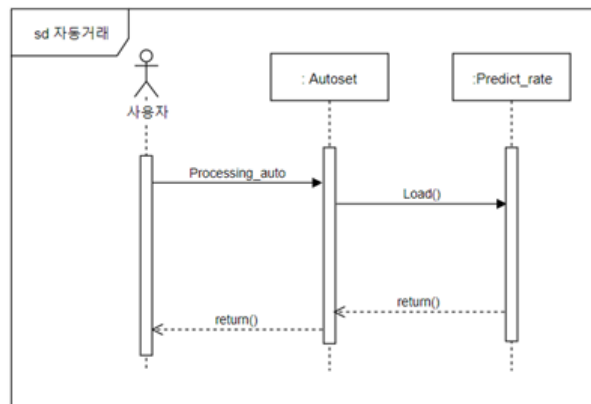 sd 자동거래
사용자
: Autoset
:Predict_rate
Processing_auto
Load()
return()
return()